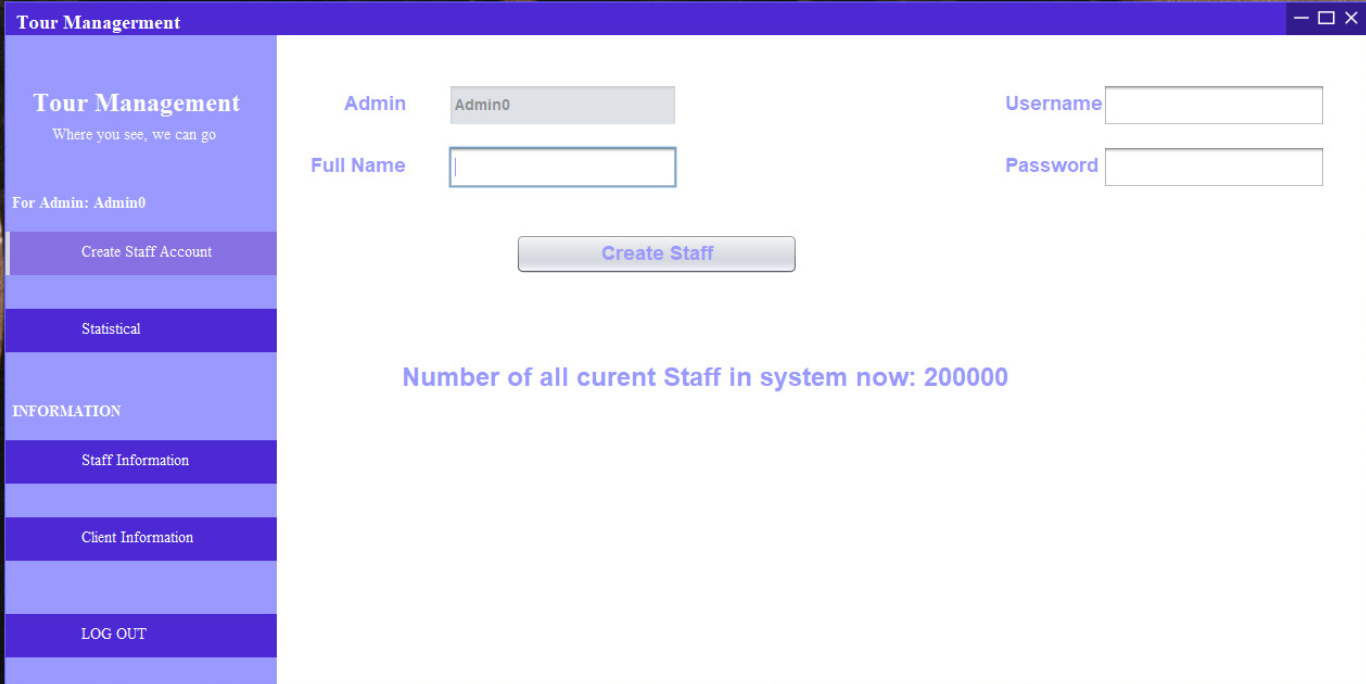 Tour Managerment
Tour Management
Where you see, we can go
For Admin: Admin0
Create Staff Account
Statistical
INFORMATION
Staff Information
Client Information
LOG OUT
Admin
Admin0
Username
Full Name
Password
Create Staff
Number of all curent Staff in system now: 200000